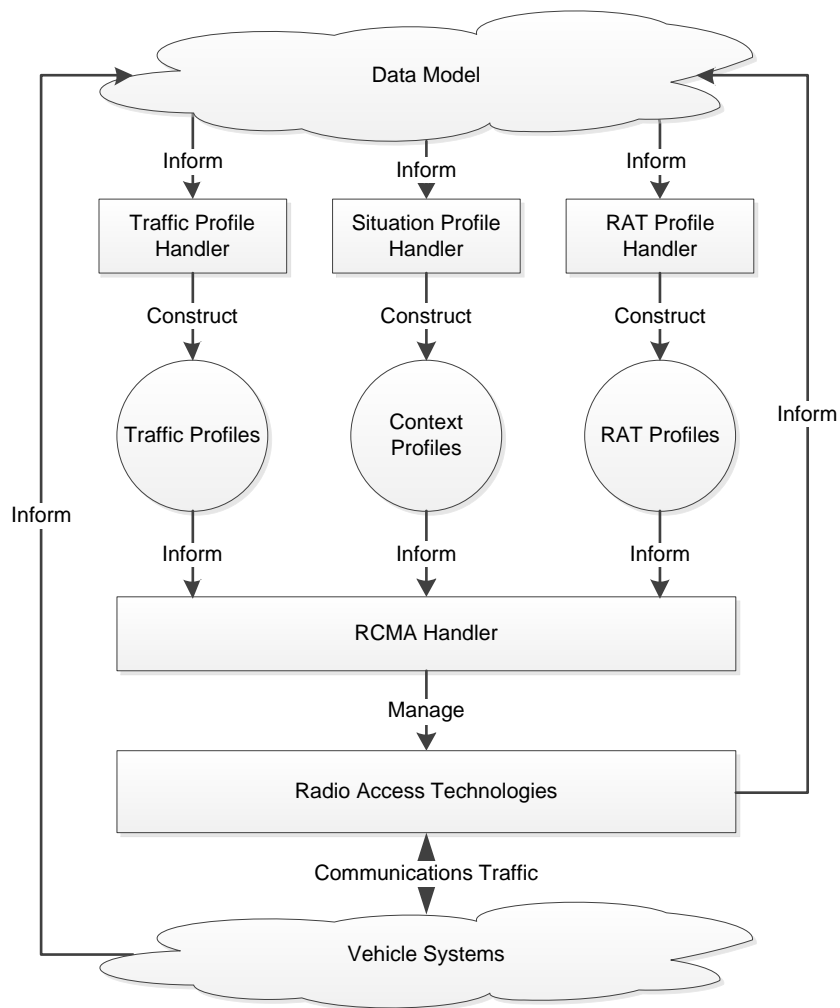 Data Model
Inform
Inform
Inform
Traffic Profile
Handler
Situation Profile
Handler
RAT Profile
Handler
Construct
Construct
Construct
Traffic Profiles
Context
Profiles
RAT Profiles
Inform
Inform
Inform
Inform
Inform
RCMA Handler
Manage
Radio Access Technologies
Communications Traffic
Vehicle Systems